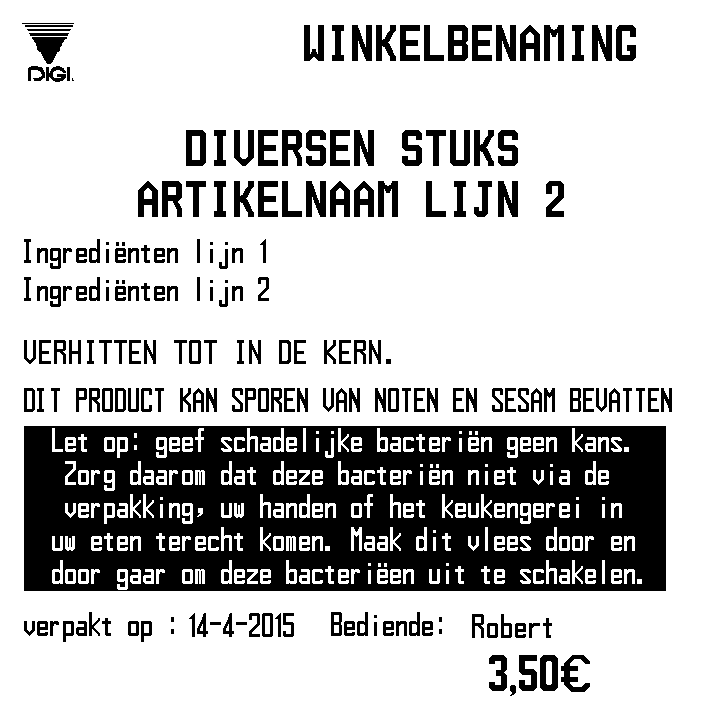 DIGI.
WINKELBENAMING
DIVERSEN STUKS
ARTIKELNAAM LIJN 2
Ingrediënten lijn 1
Ingrediënten lijn 2
VERHITTEN TOT IN DE KERN.
DIT PRODUCT KAN SPOREN VAN NOTEN EN SESAM BEVATTEN
Let op: geef schadelijke bacteriën geen kans.
Zorg daarom dat deze bacteriën niet via de
verpakking, uw handen of het keukengerei in
uw eten terecht komen. Maak dit vlees door en
door gaar om deze bacterieën uit te schakelen.
verpakt op : 14-4-2015 Bediende: Robert
3,50€